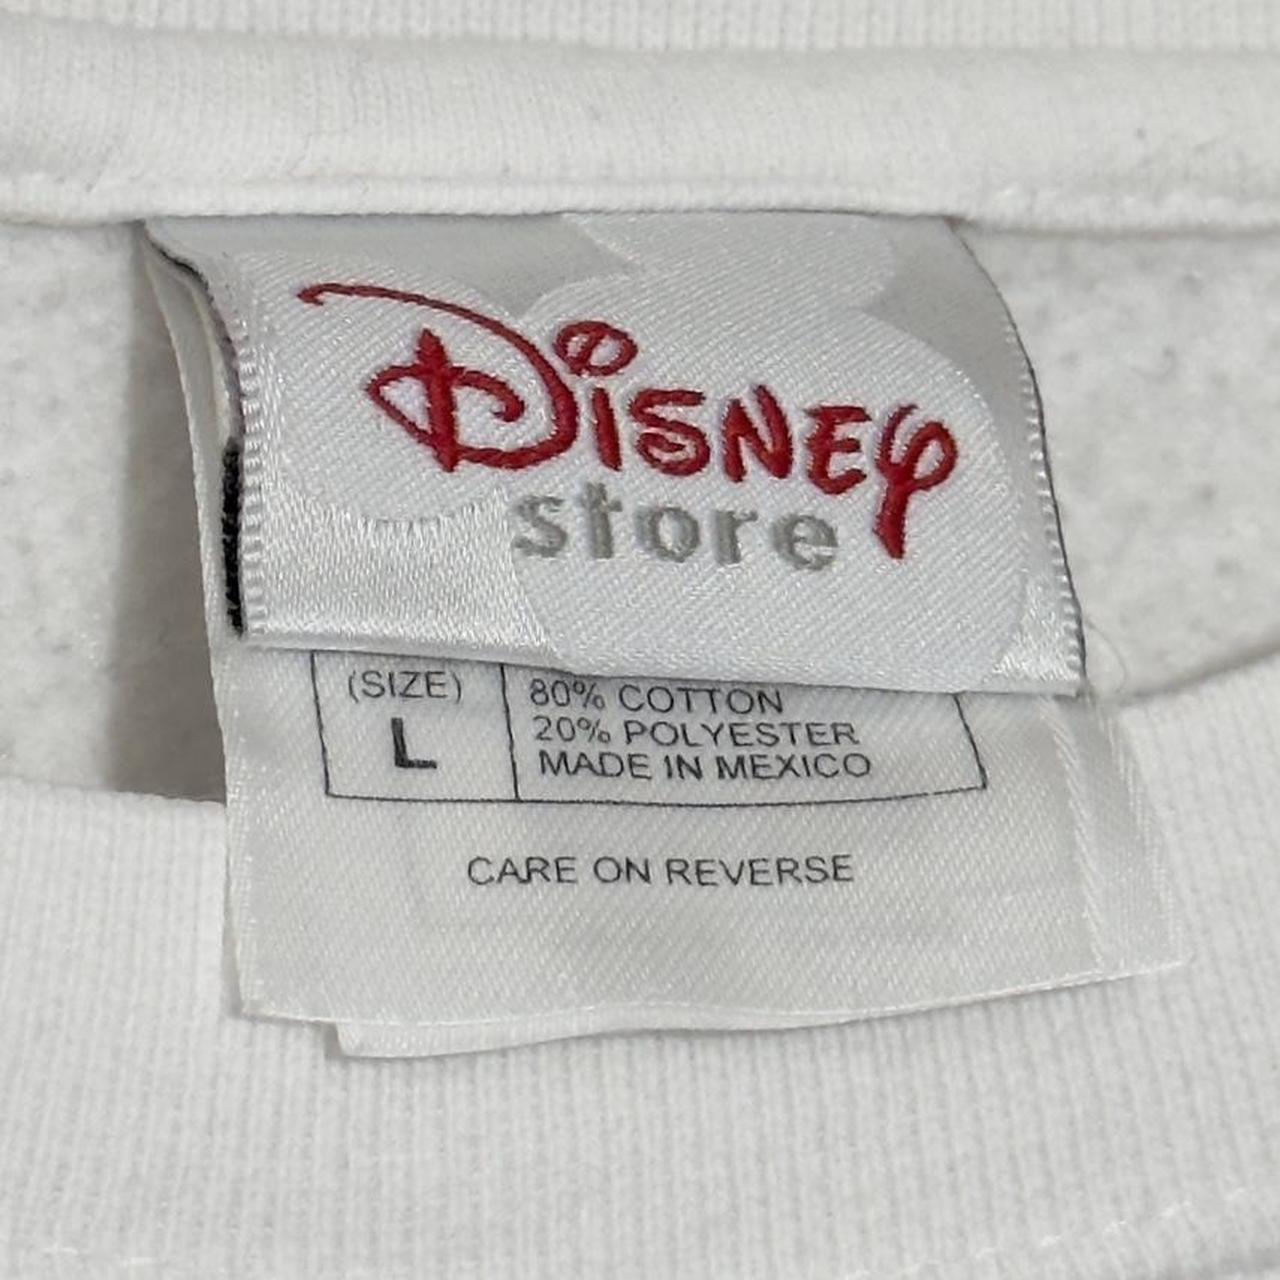 Disney
store
(SIZE)
L
80% COTTON
20% POLYESTER
MADE IN MEXICO
CARE ON REVERSE